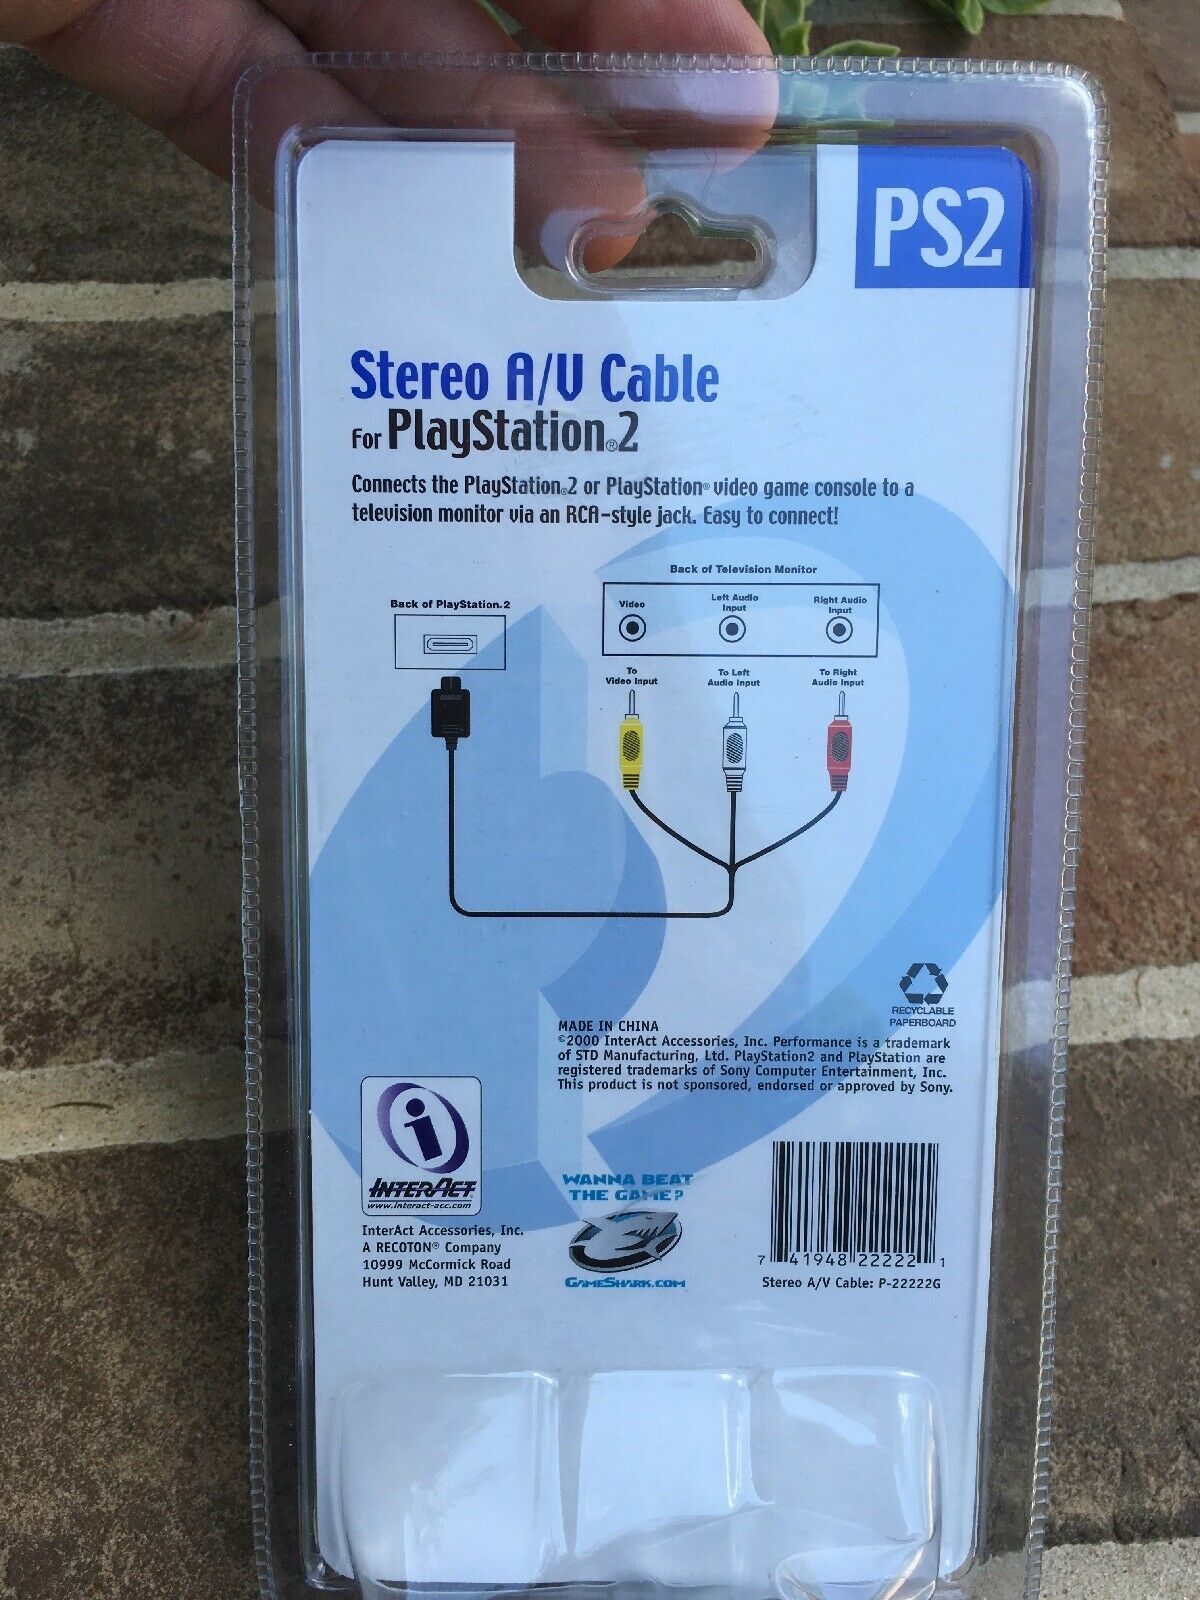 PS2
Stereo A/V Cable
For PlayStation®2
Connects the PlayStation®2 or PlayStation® video game console to a
television monitor via an RCA-style jack. Easy to connect!
Back of Television Monitor
Back of PlayStation®2
Video
Left Audio
Input
Right Audio
Input
To
Video Input
To Left
Audio Input
To Right
Audio Input
RECYCLABLE
PAPERBOARD
MADE IN CHINA
©2000 InterAct Accessories, Inc. Performance is a trademark
of STD Manufacturing, Ltd. PlayStation2 and PlayStation are
registered trademarks of Sony Computer Entertainment, Inc.
This product is not sponsored, endorsed or approved by Sony.
i
INTERACT
www.interact-acc.com
InterAct Accessories, Inc.
A RECOTON® Company
10999 McCormick Road
Hunt Valley, MD 21031
WANNA BEAT
THE GAME?
GAMESHARK.COM
7 41948 22222 1
Stereo A/V Cable: P-22222G